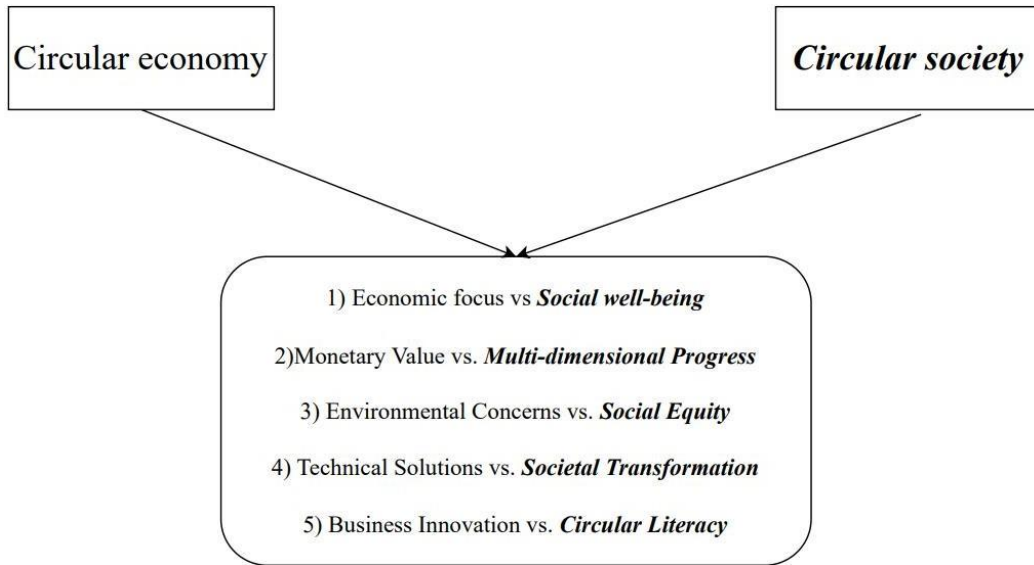 Circular economy
Circular society
1) Economic focus vs Social well-being
2)Monetary Value vs. Multi-dimensional Progress
3) Environmental Concerns vs. Social Equity
4) Technical Solutions vs. Societal Transformation
5) Business Innovation vs. Circular Literacy